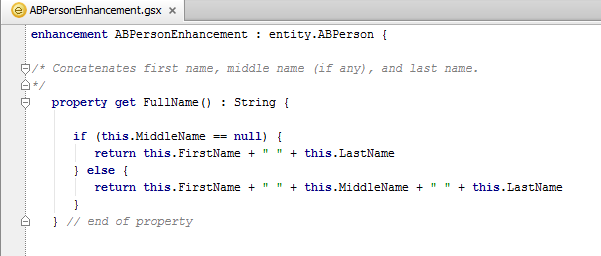 ABPersonEnhancement.gsx ×
enhancement ABPersonEnhancement : entity.ABPerson {
/* Concatenates first name, middle name (if any), and last name.
*/
property get FullName() : String {
if (this.MiddleName == null) {
return this.FirstName + " " + this.LastName
} else {
return this.FirstName + " " + this.MiddleName + " " + this.LastName
}
} // end of property